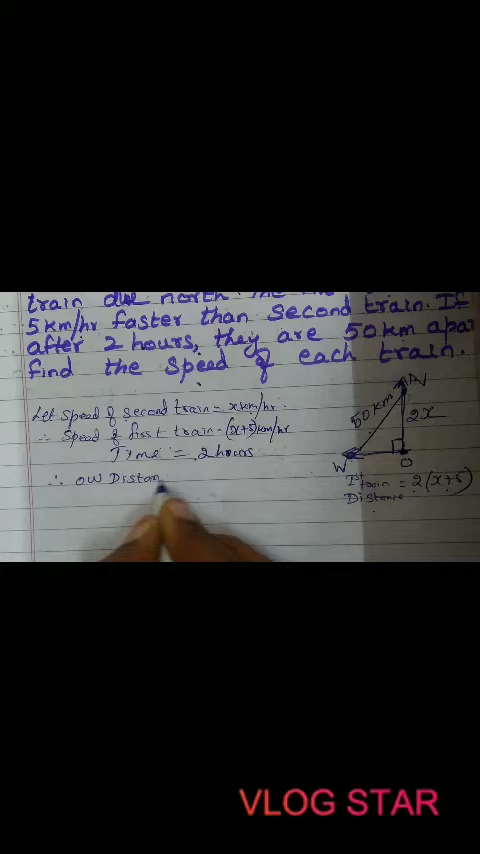 train due north
5 km/hr faster than second train. If
after 2 hours, they are 50 km apar
find the speed of each train.
Let speed of second train = x km/hr.
∴ Speed of first train = (x+5) km/hr
Time = 2 hours
∴ OW Distan
N
50 km
2x
W
O
Ist train = 2(x+5)
Distance
VLOG STAR